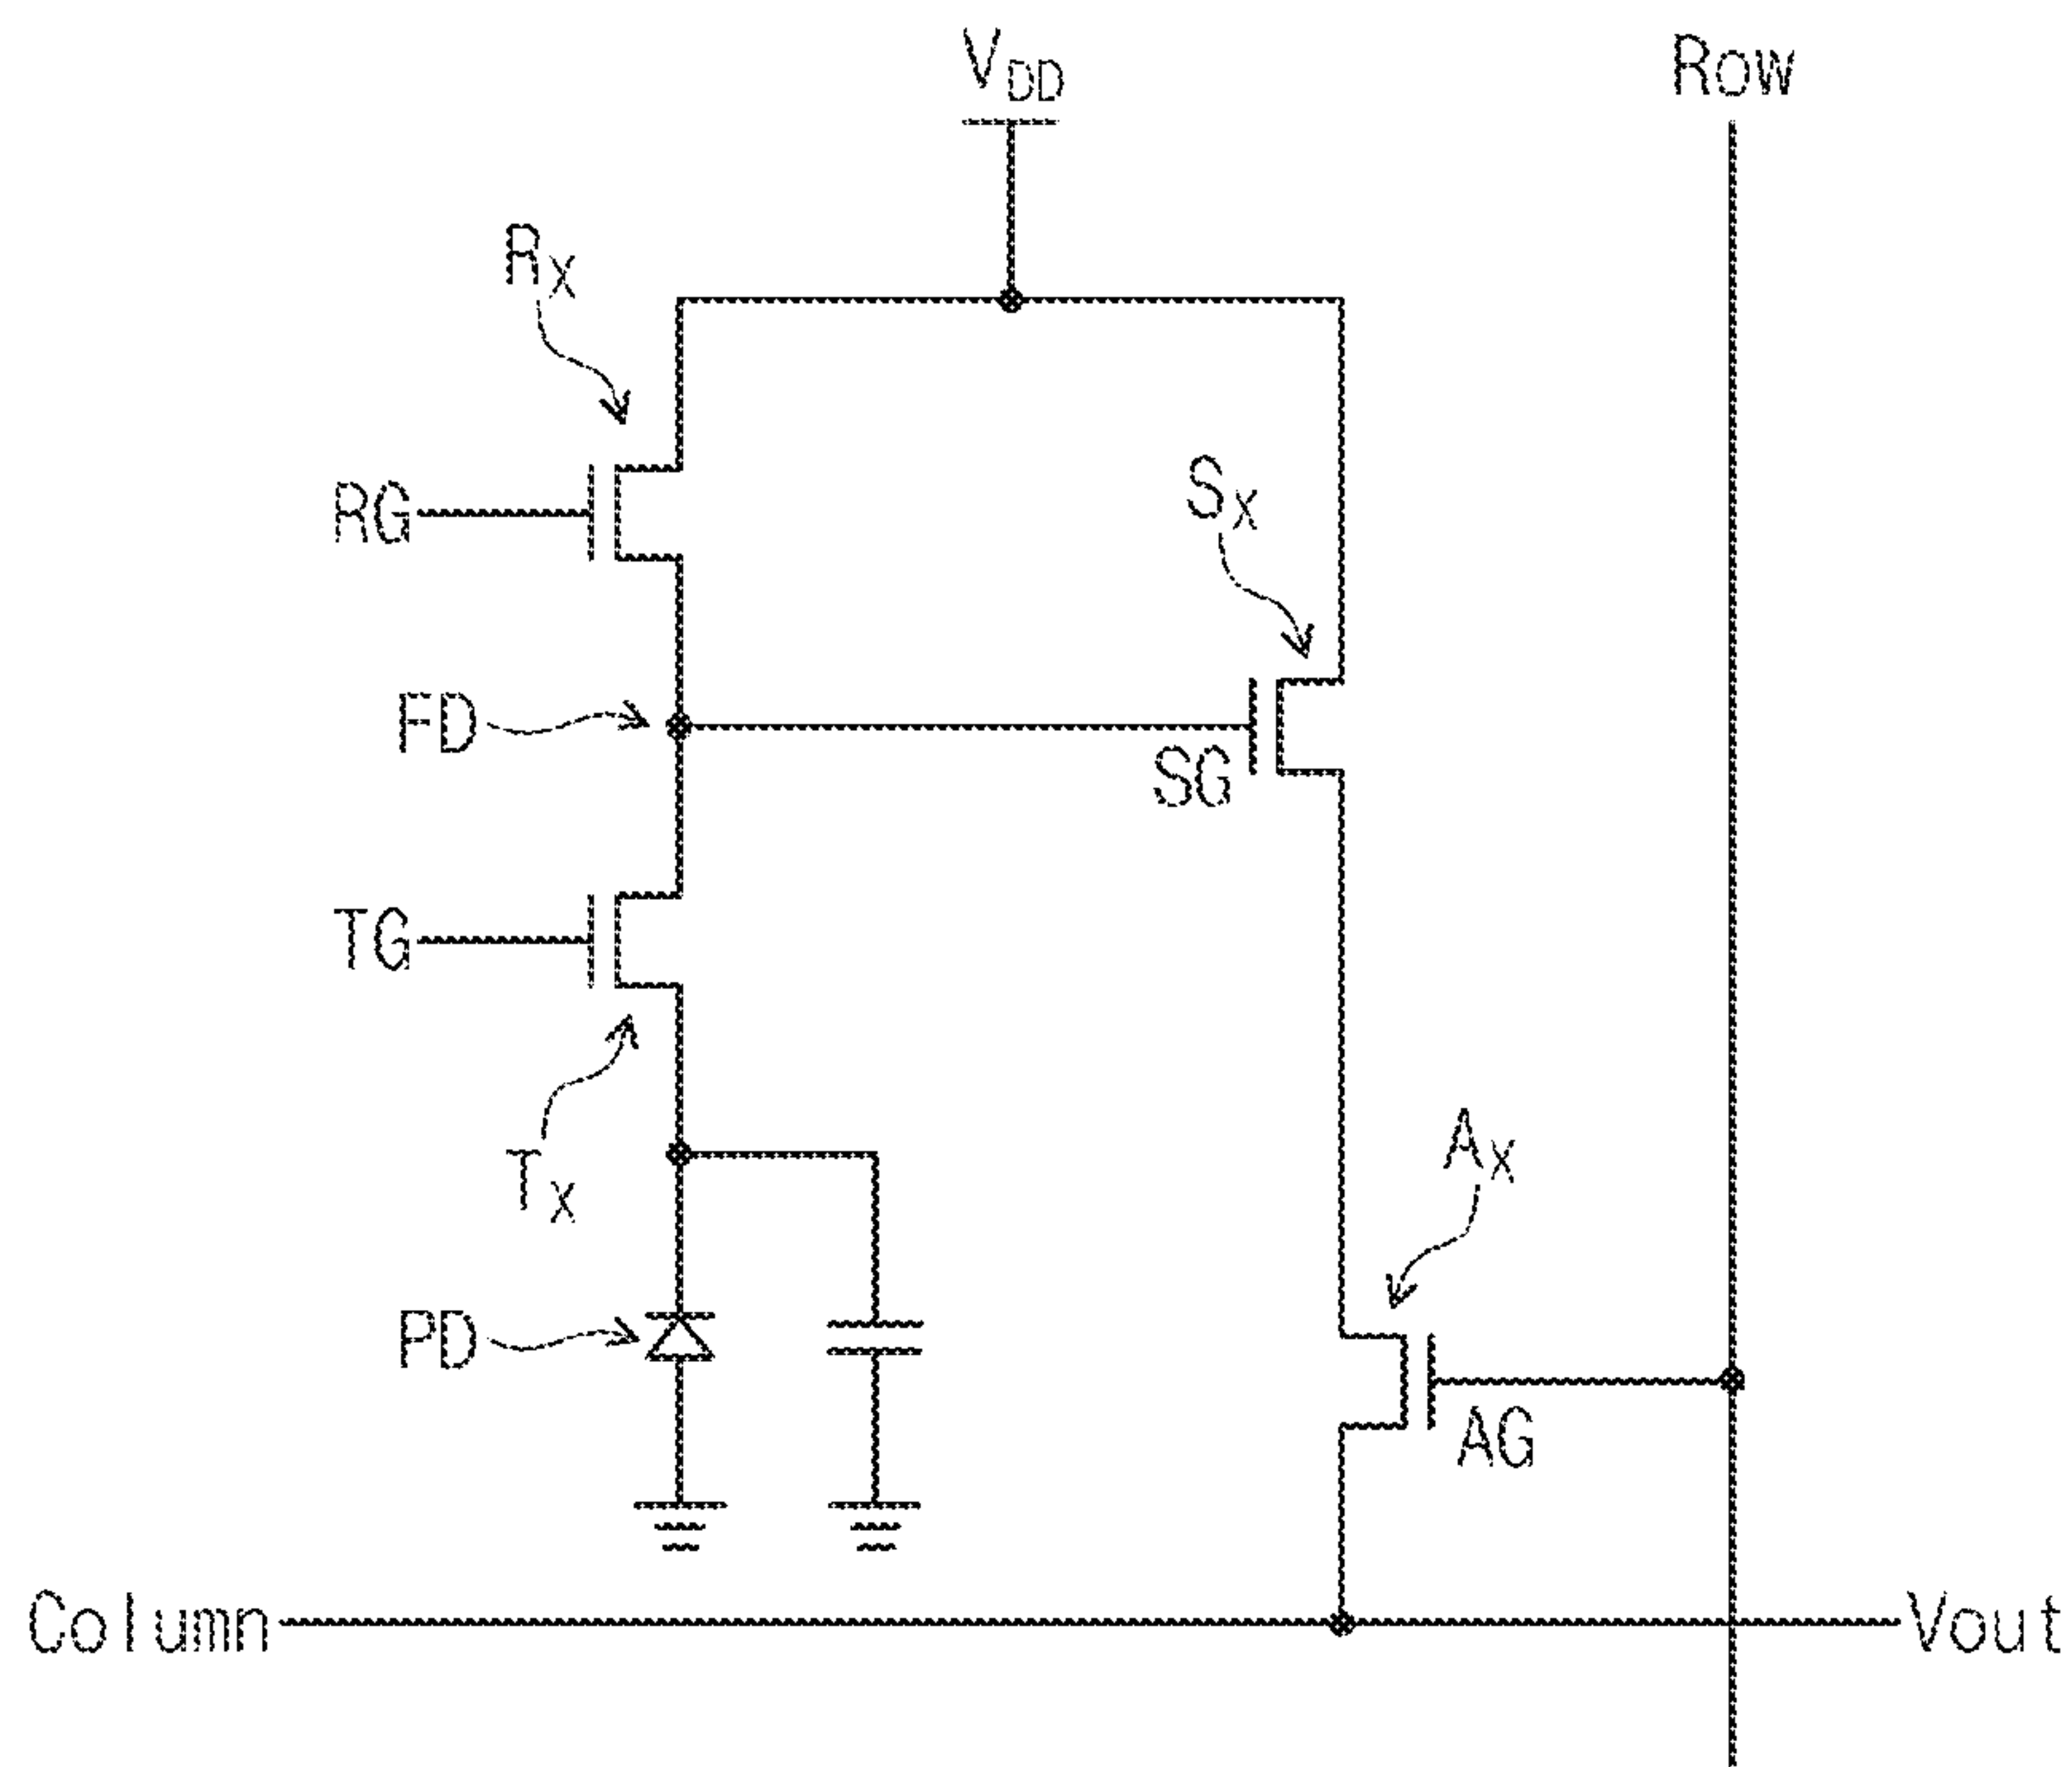 VDD
Row
RX
RG
SX
FD
SG
TG
TX
AX
PD
AG
Column
Vout